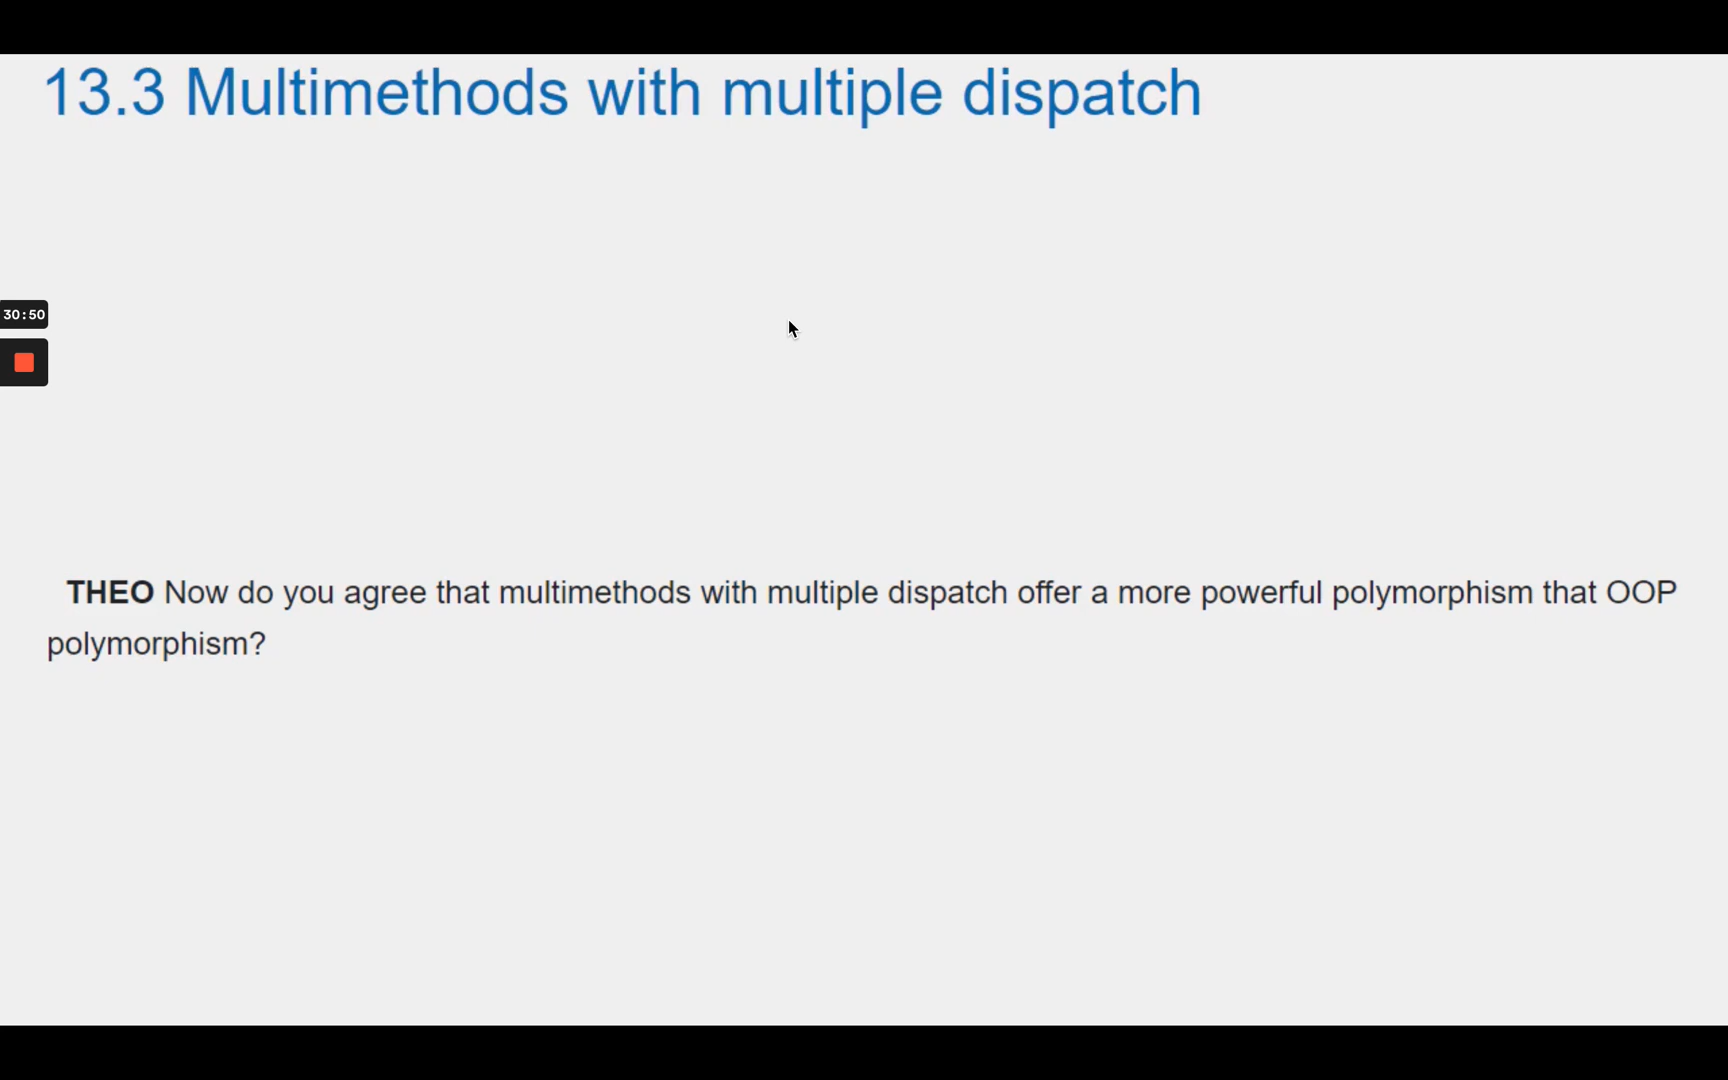 13.3 Multimethods with multiple dispatch
30:50
THEO Now do you agree that multimethods with multiple dispatch offer a more powerful polymorphism that OOP
polymorphism?